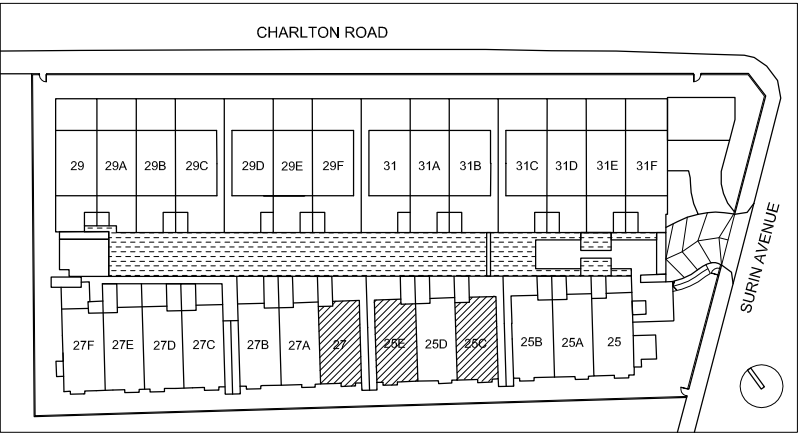 CHARLTON ROAD
29 29A 29B 29C 29D 29E 29F 31 31A 31B 31C 31D 31E 31F
SURIN AVENUE
27F 27E 27D 27C 27B 27A 27 25E 25D 25C 25B 25A 25